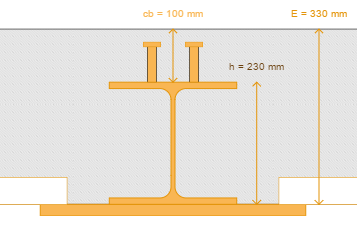 cb = 100 mm
E = 330 mm
h = 230 mm